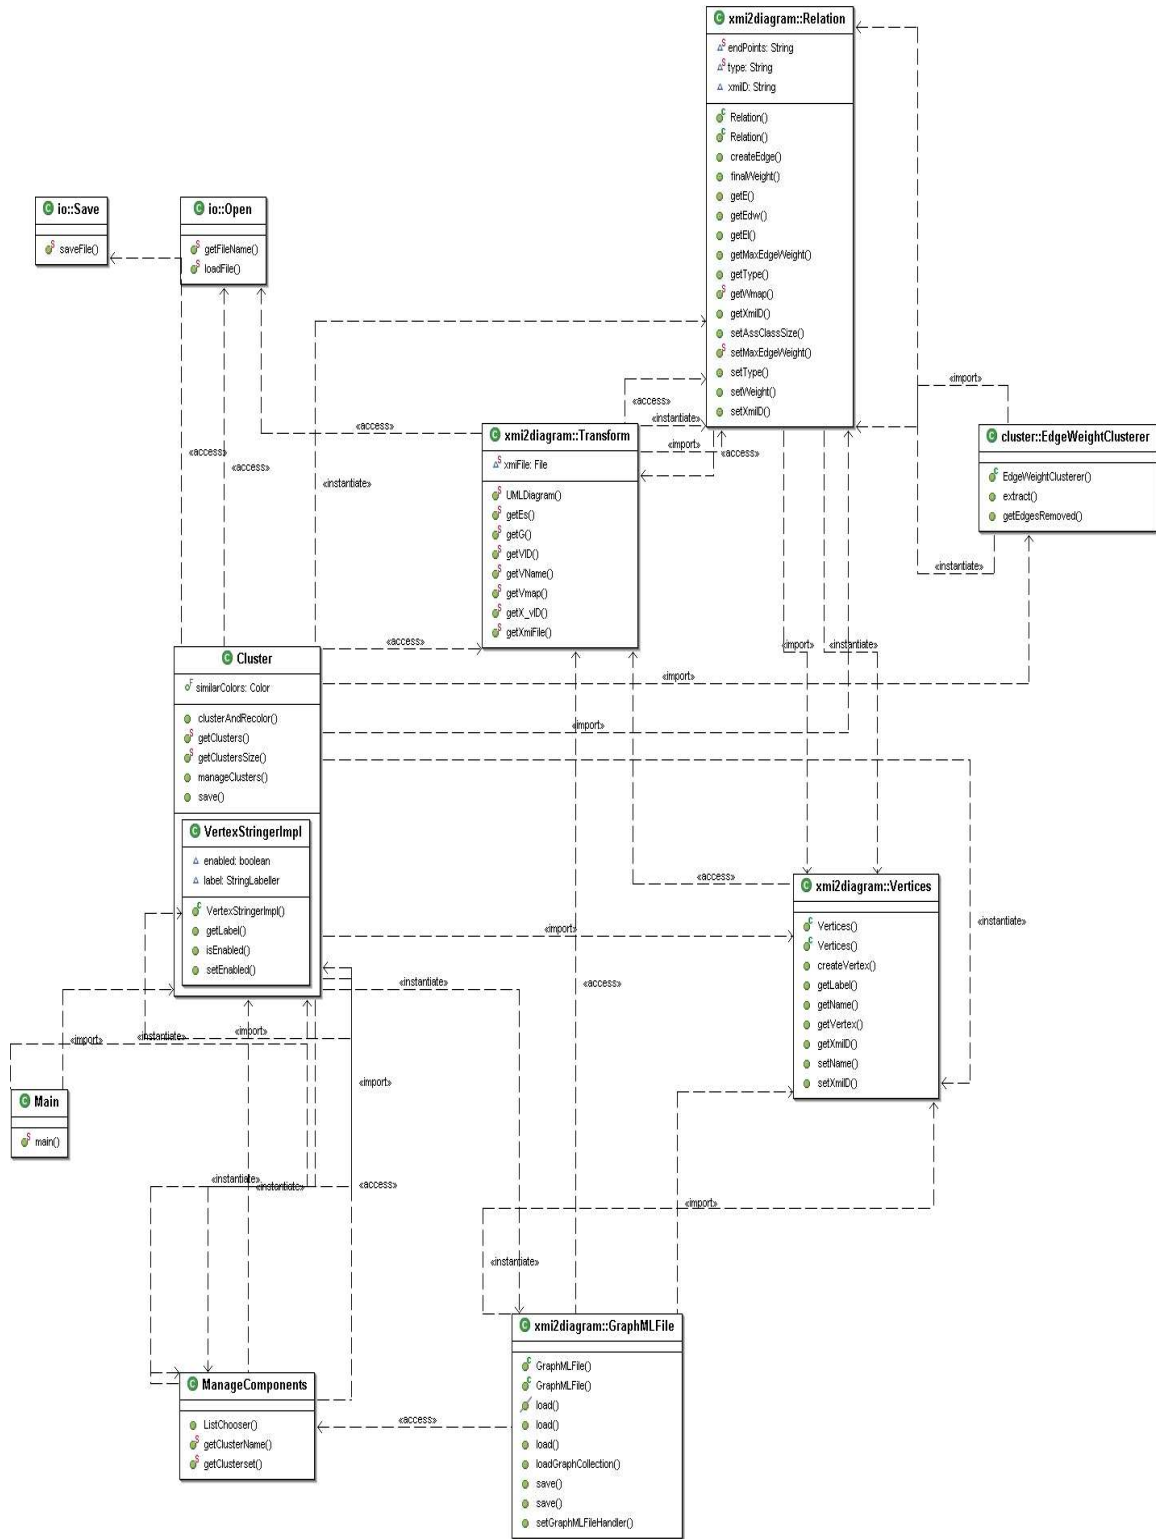 xmi2diagram::Relation
endPoints: String
type: String
xmiID: String
Relation()
Relation()
createEdge()
finalWeight()
getE()
getEdw()
getEl()
getMaxEdgeWeight()
getType()
getWmap()
getXmiID()
setAssClassSize()
setMaxEdgeWeight()
setType()
setWeight()
setXmiID()
io::Save
saveFile()
io::Open
getFileName()
loadFile()
«import»
«access»
«instantiate»
«access»
«import»
«access»
«access»
«access»
«instantiate»
xmi2diagram::Transform
xmiFile: File
UMLDiagram()
getEs()
getG()
getVID()
getVName()
getVmap()
getX_vID()
getXmiFile()
cluster::EdgeWeightClusterer
EdgeWeightClusterer()
extract()
getEdgesRemoved()
«instantiate»
«access»
«import»
«instantiate»
«import»
«import»
Cluster
similarColors: Color
clusterAndRecolor()
getClusters()
getClustersSize()
manageClusters()
save()
VertexStringerImpl
enabled: boolean
label: StringLabeller
VertexStringerImpl()
getLabel()
isEnabled()
setEnabled()
«access»
xmi2diagram::Vertices
Vertices()
Vertices()
createVertex()
getLabel()
getName()
getVertex()
getXmiID()
setName()
setXmiID()
«instantiate»
«import»
«instantiate»
«access»
«import»
«instantiate»
«import»
«import»
Main
main()
«instantiate»
«instantiate»
«access»
«import»
«instantiate»
xmi2diagram::GraphMLFile
GraphMLFile()
GraphMLFile()
load()
load()
load()
loadGraphCollection()
save()
save()
setGraphMLFileHandler()
ManageComponents
ListChooser()
getClusterName()
getClusterset()
«access»